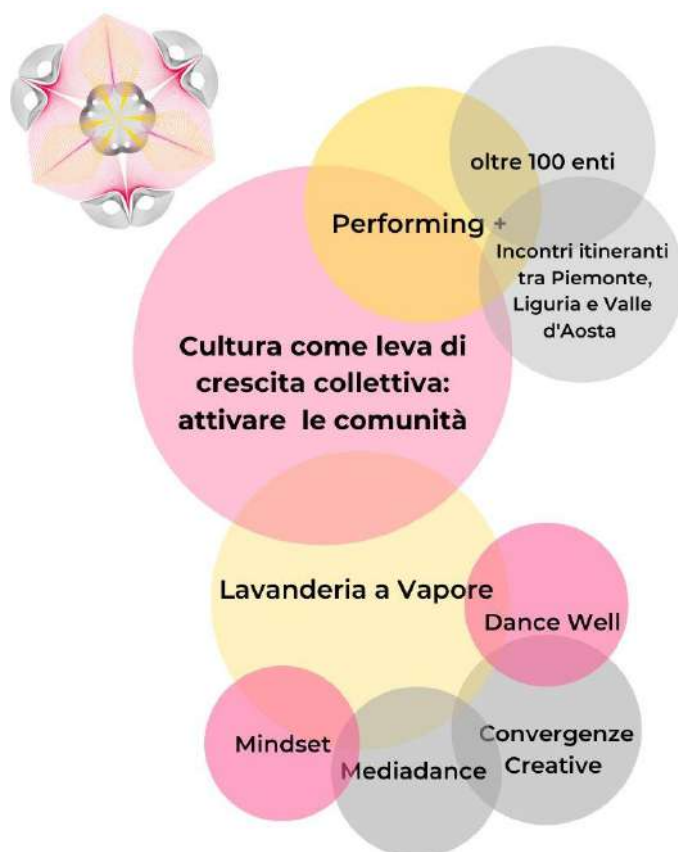 oltre 100 enti
Performing +
Incontri itineranti
tra Piemonte,
Liguria e Valle
d'Aosta
Cultura come leva di
crescita collettiva:
attivare le comunità
Lavanderia a Vapore
Dance Well
Convergenze
Creative
Mindset
Mediadance